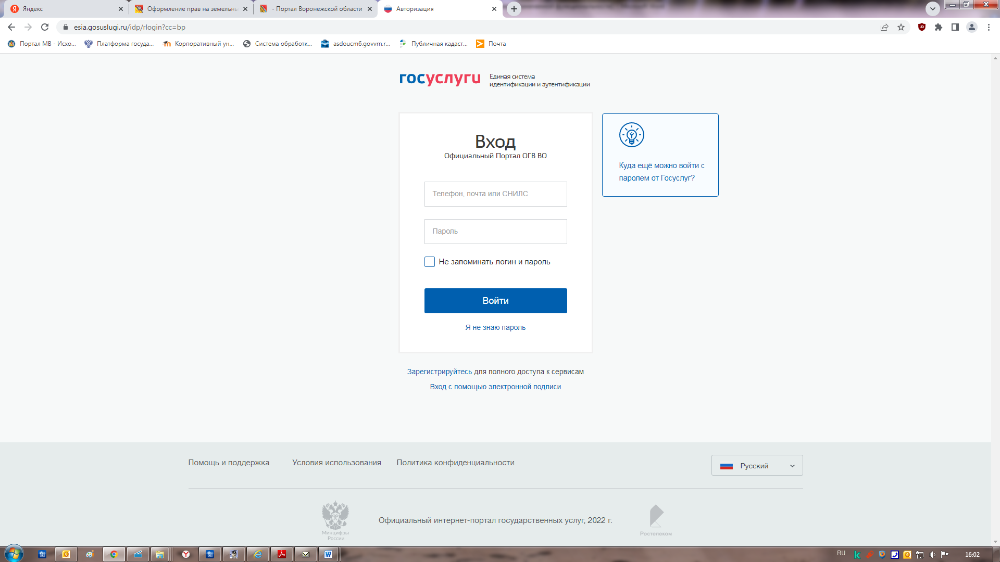 Яндекс
Оформление прав на земельнь
- Портал Воронежской области
Авторизация
esia.gosuslugi.ru/idp/rlogin?cc=bp
Портал МВ - Исхо...
Платформа госуда...
Корпоративный ун...
Система обработк...
asdoucm6.govvrn.r...
Публичная кадаст...
Почта
госуслуги
Единая система
идентификации и аутентификации
Вход
Официальный Портал ОГВ ВО
Куда ещё можно войти с
паролем от Госуслуг?
Телефон, почта или СНИЛС
Пароль
Не запоминать логин и пароль
Войти
Я не знаю пароль
Зарегистрируйтесь для полного доступа к сервисам
Вход с помощью электронной подписи
Помощь и поддержка
Условия использования
Политика конфиденциальности
Русский
Минцифры
России
Официальный интернет-портал государственных услуг, 2022 г.
Ростелеком
RU
16:02